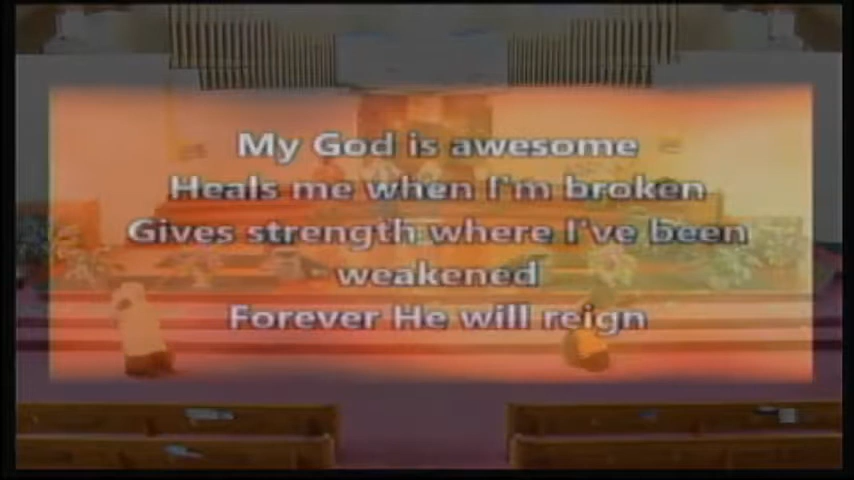 My God is awesome
Heals me when I'm broken
Gives strength where I've been
weakened
Forever He will reign